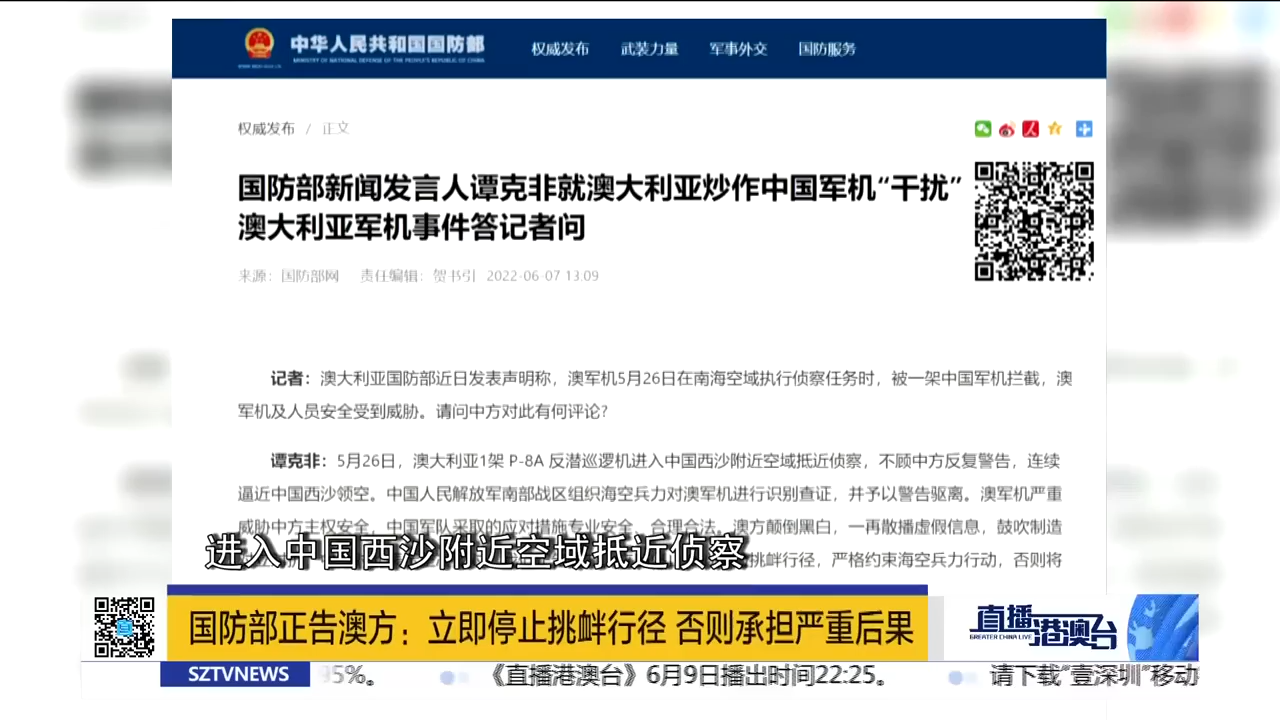 中华人民共和国国防部
MINISTRY OF NATIONAL DEFENSE OF THE PEOPLE'S REPUBLIC OF CHINA
权威发布 武装力量 军事外交 国防服务
权威发布 / 正文
国防部新闻发言人谭克非就澳大利亚炒作中国军机“干扰”
澳大利亚军机事件答记者问
来源：国防部网 责任编辑：贺书引 2022-06-07 13:09
记者：澳大利亚国防部近日发表声明称，澳军机5月26日在南海空域执行侦察任务时，被一架中国军机拦截，澳
军机及人员安全受到威胁。请问中方对此有何评论？
谭克非：5月26日，澳大利亚1架 P-8A 反潜巡逻机进入中国西沙附近空域抵近侦察，不顾中方反复警告，连续
逼近中国西沙领空。中国人民解放军南部战区组织海空兵力对澳军机进行识别查证，并予以警告驱离。澳军机严重
威胁中方主权安全，中国军队采取的应对措施专业安全、合理合法。澳方颠倒黑白，一再散播虚假信息，鼓吹制造
挑衅行径，严格约束海空兵力行动，否则将
进入中国西沙附近空域抵近侦察
国防部正告澳方：立即停止挑衅行径 否则承担严重后果
直播港澳台
GREATER CHINA LIVE
SZTVNEWS
95%。 《直播港澳台》6月9日播出时间22:25。 请下载“壹深圳”移动